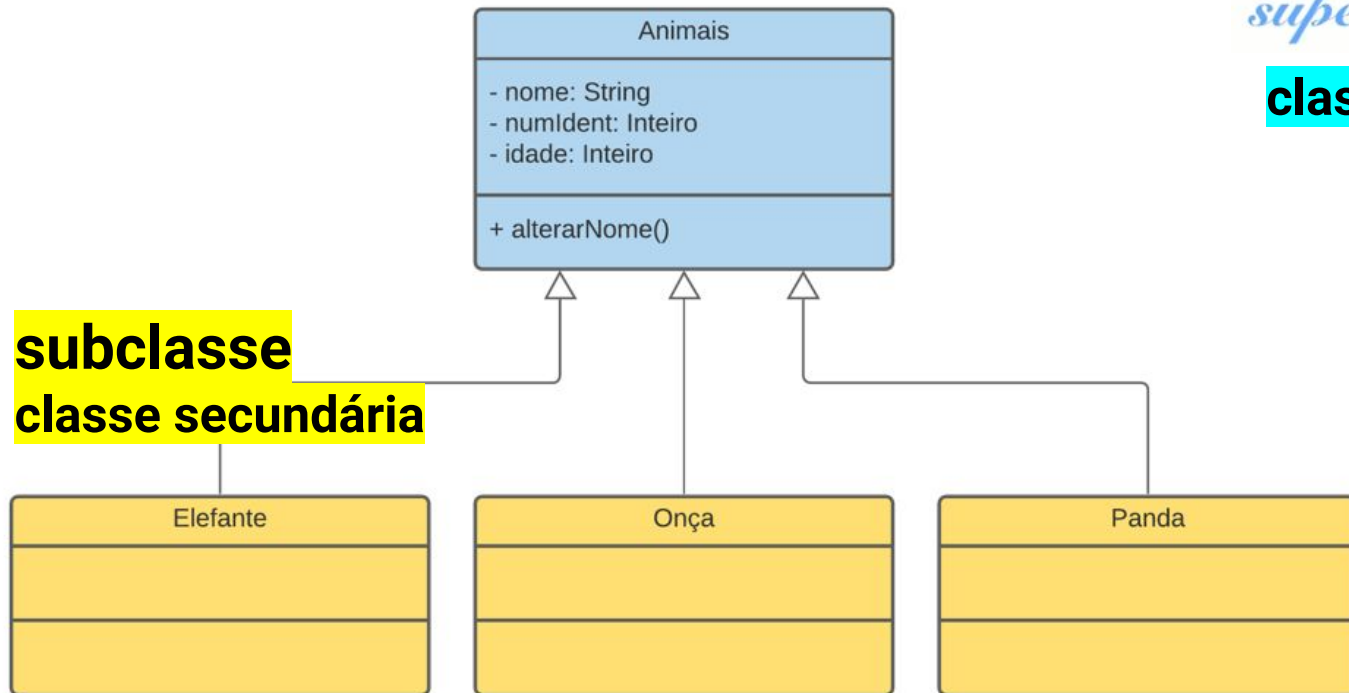 Animais
- nome: String
- numIdent: Inteiro
- idade: Inteiro
+ alterarNome()
subclasse
classe secundária
Elefante
Onça
Panda